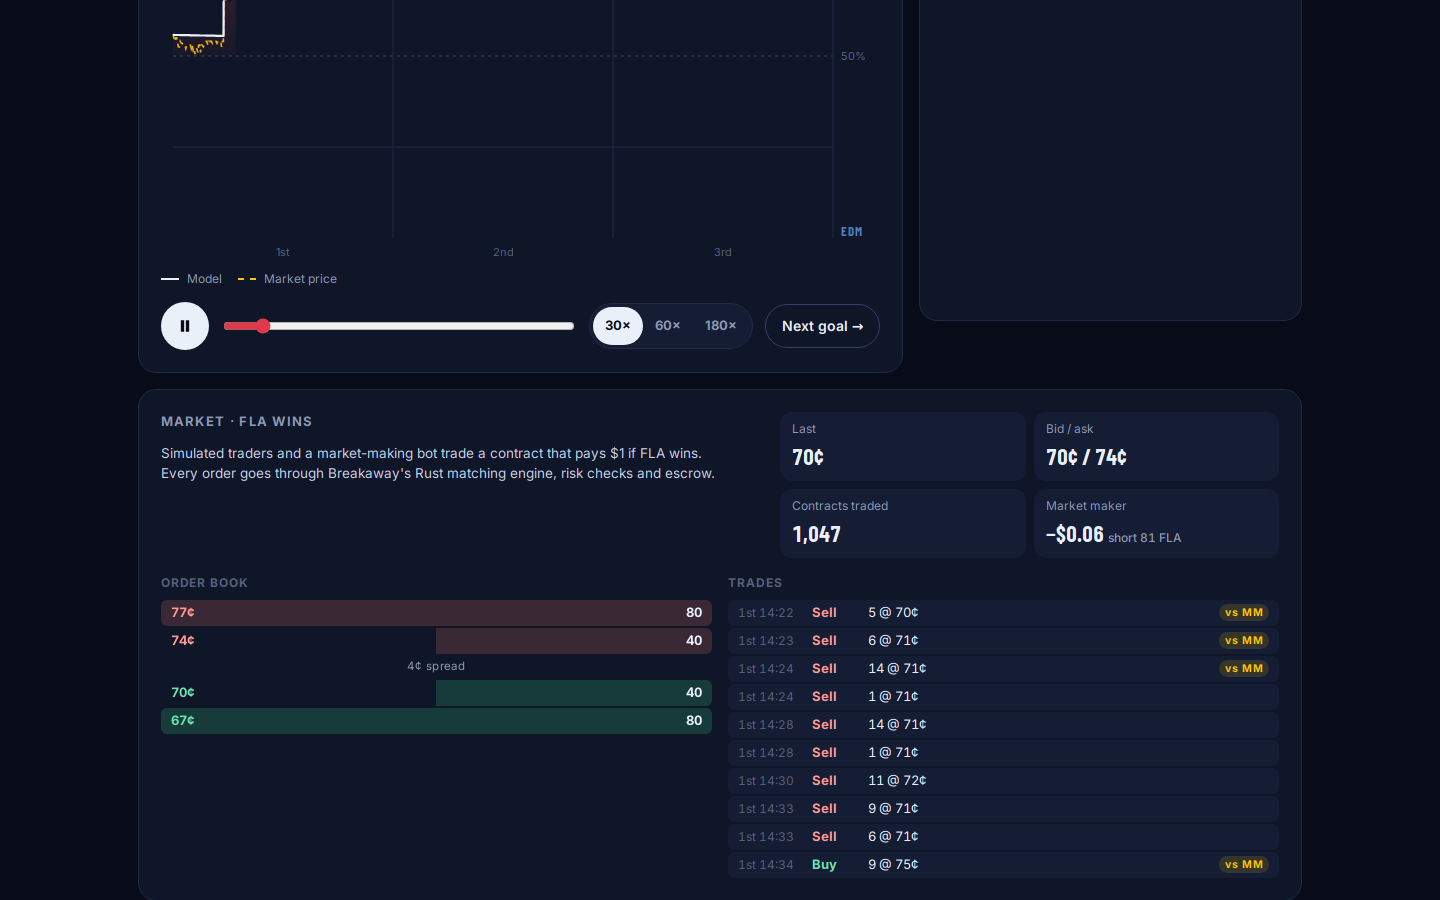 50%
EDM
1st 2nd 3rd
Model Market price
30× 60× 180× Next goal →
MARKET · FLA WINS
Simulated traders and a market-making bot trade a contract that pays $1 if FLA wins.
Every order goes through Breakaway's Rust matching engine, risk checks and escrow.
Last
70¢
Bid / ask
70¢ / 74¢
Contracts traded
1,047
Market maker
−$0.06 short 81 FLA
ORDER BOOK
77¢ 80
74¢ 40
4¢ spread
70¢ 40
67¢ 80
TRADES
1st 14:22 Sell 5 @ 70¢ vs MM
1st 14:23 Sell 6 @ 71¢ vs MM
1st 14:24 Sell 14 @ 71¢ vs MM
1st 14:24 Sell 1 @ 71¢
1st 14:28 Sell 14 @ 71¢
1st 14:28 Sell 1 @ 71¢
1st 14:30 Sell 11 @ 72¢
1st 14:33 Sell 9 @ 71¢
1st 14:33 Sell 6 @ 71¢
1st 14:34 Buy 9 @ 75¢ vs MM